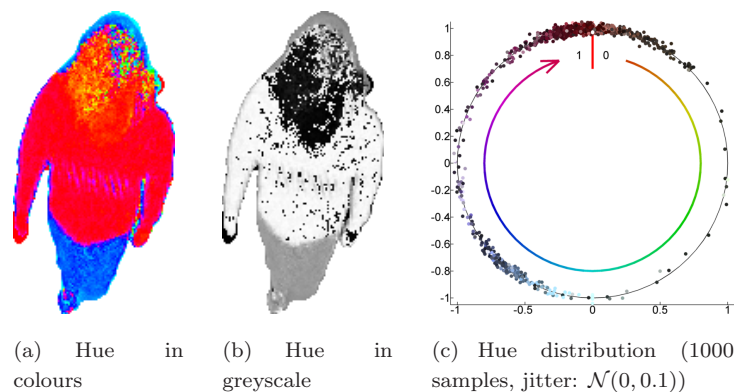 1
0.8
0.6
0.4
0.2
0
0.2
0.4
0.6
-0.8
-1
1 0
-1 0.5 0 0.5 1
(a) Hue in
colours
(b) Hue in
greyscale
(c) Hue distribution (1000
samples, jitter: 𝒩(0, 0.1))